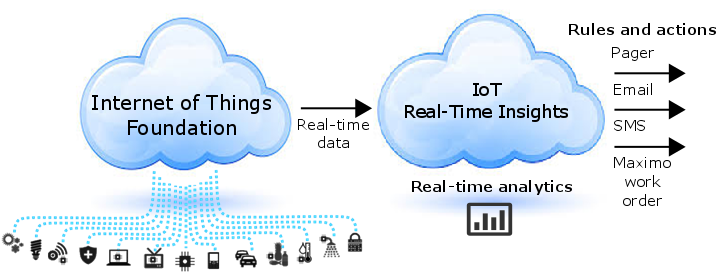 Internet of Things
Foundation
Real-time
data
IoT
Real-Time Insights
Real-time analytics
Rules and actions
Pager
Email
SMS
Maximo
work
order